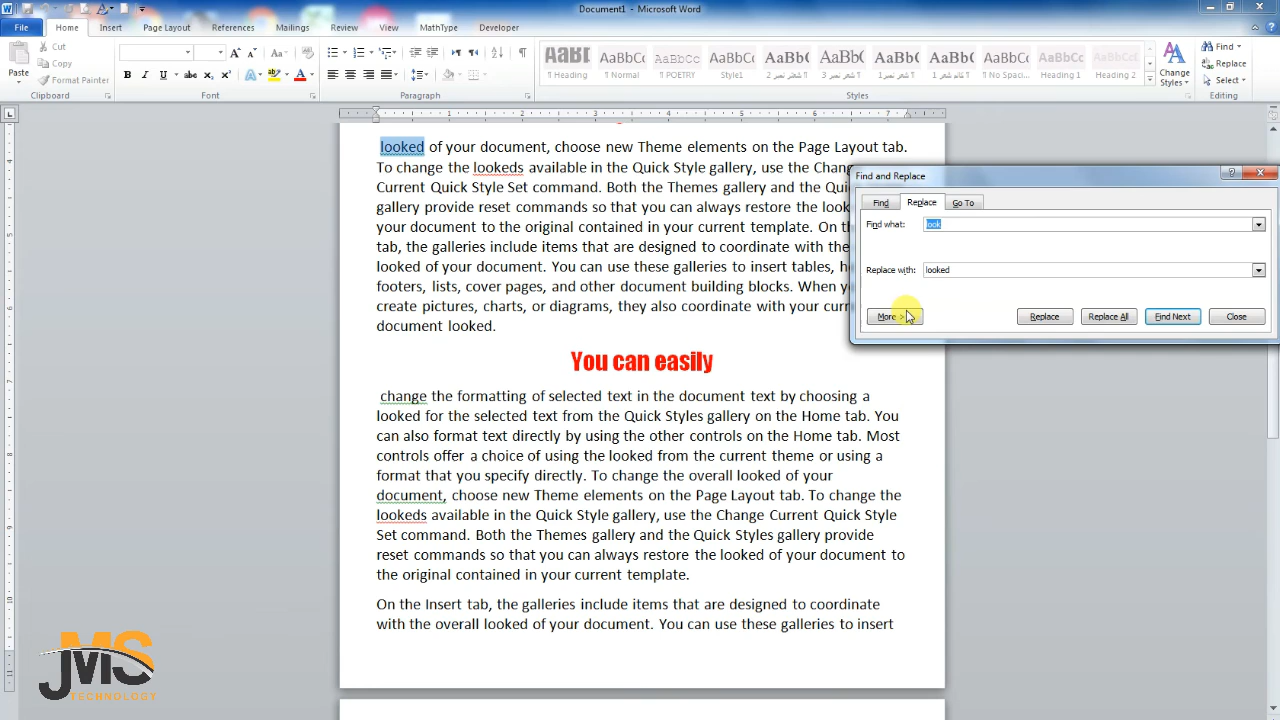 Document1 - Microsoft Word
File Home Insert Page Layout References Mailings Review View MathType Developer
Paste
Cut
Copy
Format Painter
Clipboard
Font
Paragraph
AaBbCcDc
¶ Heading
¶ Normal
¶ POETRY
Style1
2 شعر نمبر
3 شعر نمبر
¶ No Spaci...
Heading 1
Heading 2
Change
Styles
Styles
Find
Replace
Select
Editing
looked of your document, choose new Theme elements on the Page Layout tab.
To change the lookeds available in the Quick Style gallery, use the Chang
Current Quick Style Set command. Both the Themes gallery and the Quic
gallery provide reset commands so that you can always restore the look
your document to the original contained in your current template. On th
tab, the galleries include items that are designed to coordinate with the
looked of your document. You can use these galleries to insert tables, he
footers, lists, cover pages, and other document building blocks. When y
create pictures, charts, or diagrams, they also coordinate with your curr
document looked.
You can easily
change the formatting of selected text in the document text by choosing a
looked for the selected text from the Quick Styles gallery on the Home tab. You
can also format text directly by using the other controls on the Home tab. Most
controls offer a choice of using the looked from the current theme or using a
format that you specify directly. To change the overall looked of your
document, choose new Theme elements on the Page Layout tab. To change the
lookeds available in the Quick Style gallery, use the Change Current Quick Style
Set command. Both the Themes gallery and the Quick Styles gallery provide
reset commands so that you can always restore the looked of your document to
the original contained in your current template.
On the Insert tab, the galleries include items that are designed to coordinate
with the overall looked of your document. You can use these galleries to insert
Find and Replace
Find Replace Go To
Find what: look
Replace with: looked
More >> Replace Replace All Find Next Close
JMS
TECHNOLOGY